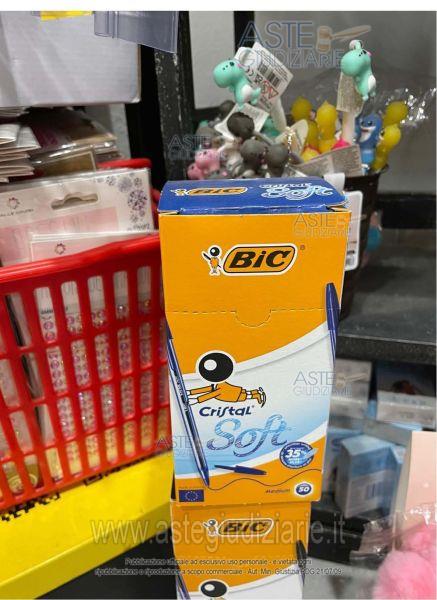 ASTE
GIUDIZIARIE
ASTE
GIUDIZIARIE
BIC
Soft
ASTE
GIUDIZIARIE
BIC
ASTE
GIUDIZIARIE
Cristal
Soft
35%
Medium
50
BIC
www.astegiudiziarie.it
Pubblicazione ufficiale ad esclusivo uso personale - è vietata ogni
ripubblicazione o riproduzione a scopo commerciale - Aut. Min. Giustizia PDG 21/07/09